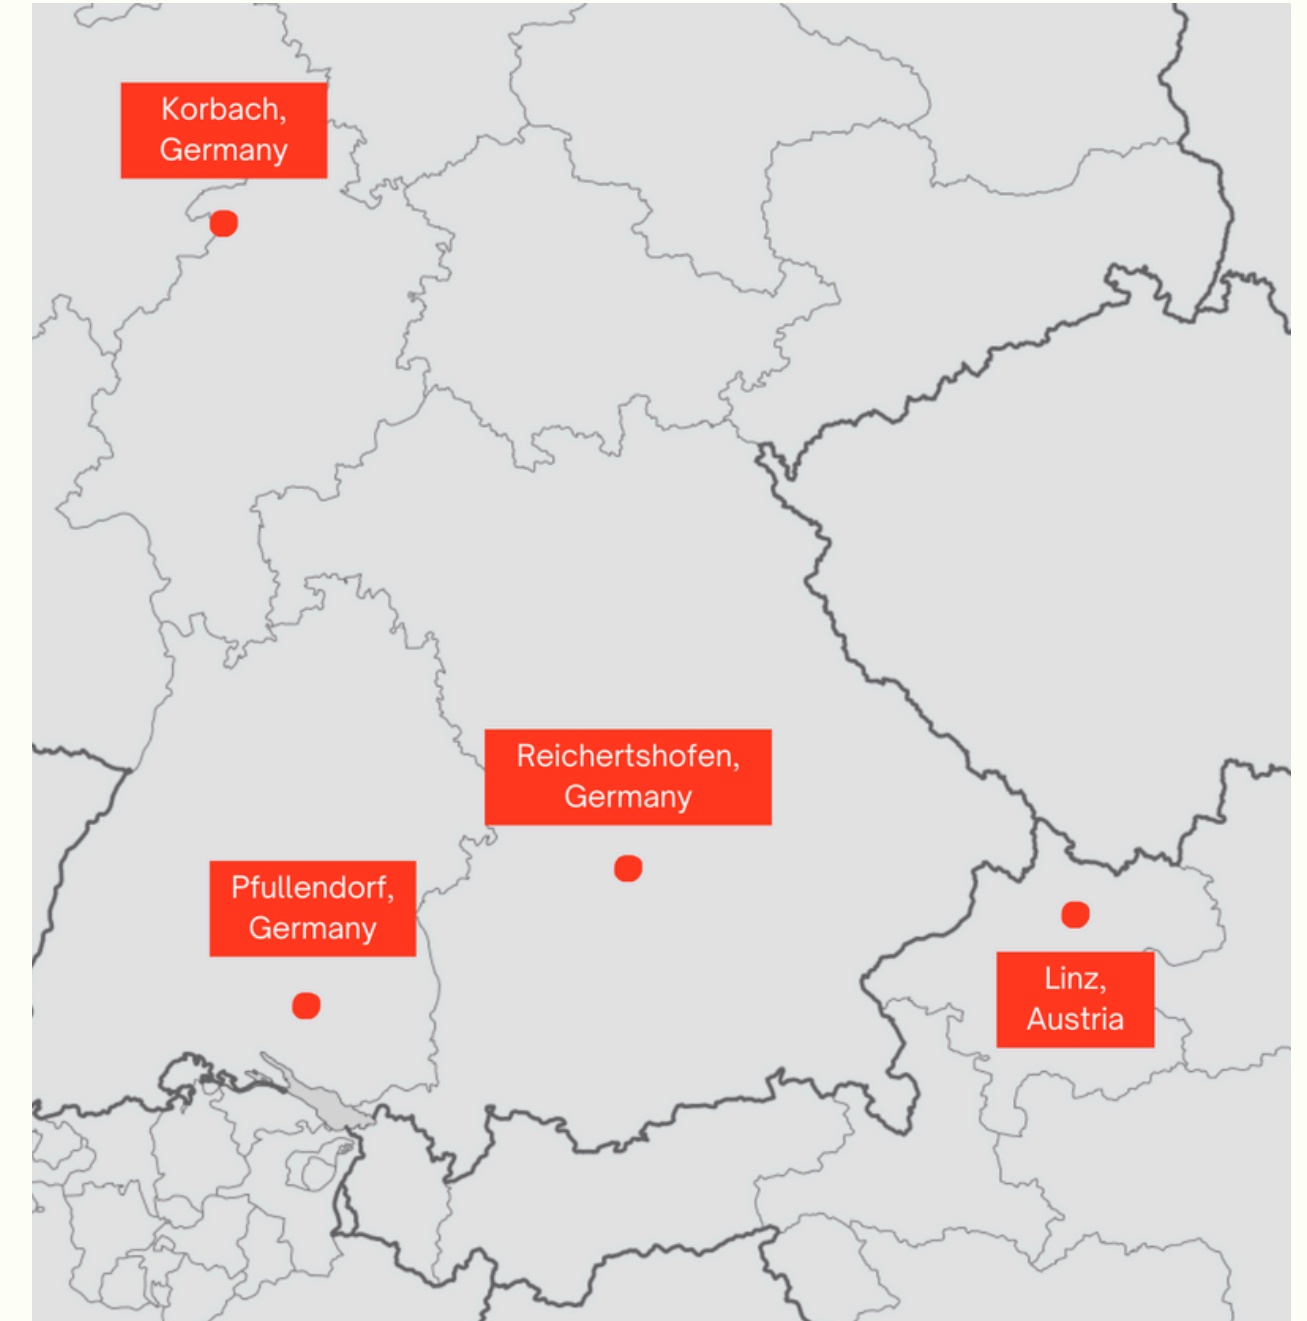 Korbach,
Germany
Reichertshofen,
Germany
Pfullendorf,
Germany
Linz,
Austria